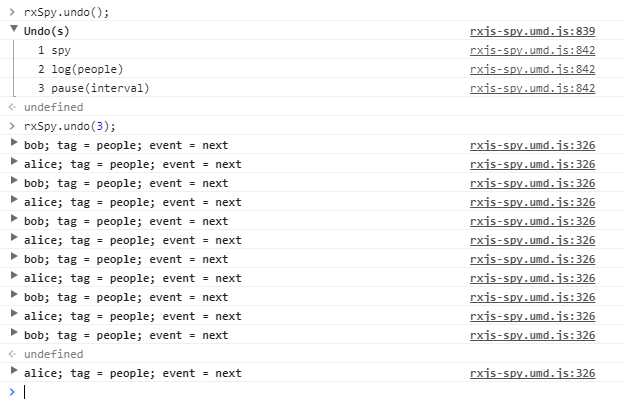 rxSpy.undo();
Undo(s) rxjs-spy.umd.js:839
1 spy rxjs-spy.umd.js:842
2 log(people) rxjs-spy.umd.js:842
3 pause(interval) rxjs-spy.umd.js:842
undefined
rxSpy.undo(3);
bob; tag = people; event = next rxjs-spy.umd.js:326
alice; tag = people; event = next rxjs-spy.umd.js:326
bob; tag = people; event = next rxjs-spy.umd.js:326
alice; tag = people; event = next rxjs-spy.umd.js:326
bob; tag = people; event = next rxjs-spy.umd.js:326
alice; tag = people; event = next rxjs-spy.umd.js:326
bob; tag = people; event = next rxjs-spy.umd.js:326
alice; tag = people; event = next rxjs-spy.umd.js:326
bob; tag = people; event = next rxjs-spy.umd.js:326
alice; tag = people; event = next rxjs-spy.umd.js:326
bob; tag = people; event = next rxjs-spy.umd.js:326
undefined
alice; tag = people; event = next rxjs-spy.umd.js:326